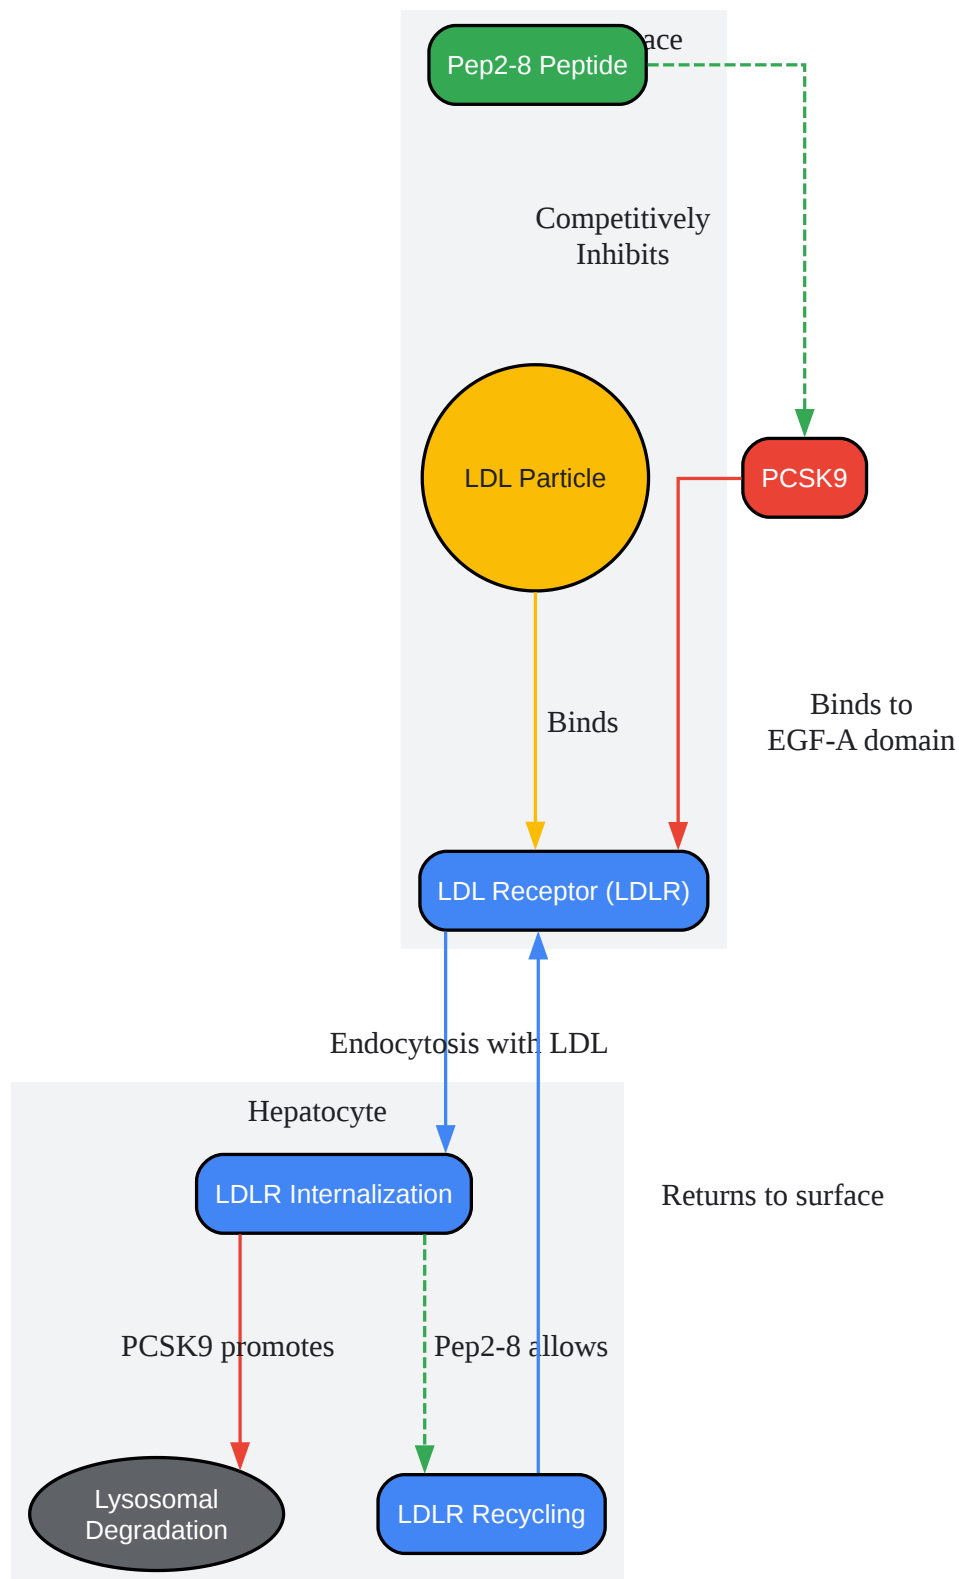 Pep2-8 Peptide
Competitively
Inhibits
LDL Particle
PCSK9
Binds to
EGF-A domain
Binds
LDL Receptor (LDLR)
Endocytosis with LDL
Hepatocyte
LDLR Internalization
Returns to surface
PCSK9 promotes
Pep2-8 allows
Lysosomal
Degradation
LDLR Recycling